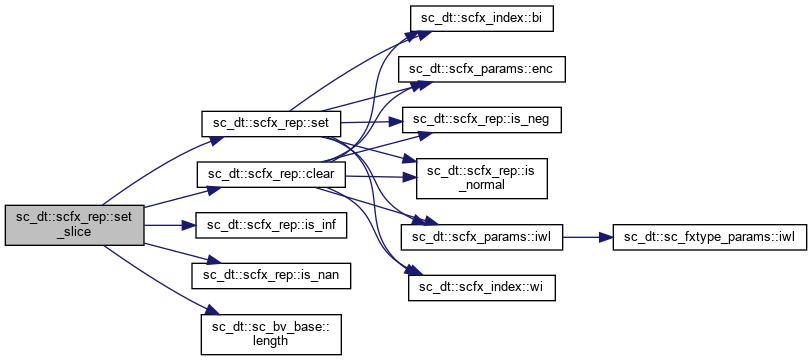 sc_dt::scfx_rep::set
_slice
sc_dt::scfx_rep::set
sc_dt::scfx_rep::clear
sc_dt::scfx_rep::is_inf
sc_dt::scfx_rep::is_nan
sc_dt::sc_bv_base::
length
sc_dt::scfx_index::bi
sc_dt::scfx_params::enc
sc_dt::scfx_rep::is_neg
sc_dt::scfx_rep::is
_normal
sc_dt::scfx_params::iwl
sc_dt::scfx_index::wi
sc_dt::sc_fxtype_params::iwl